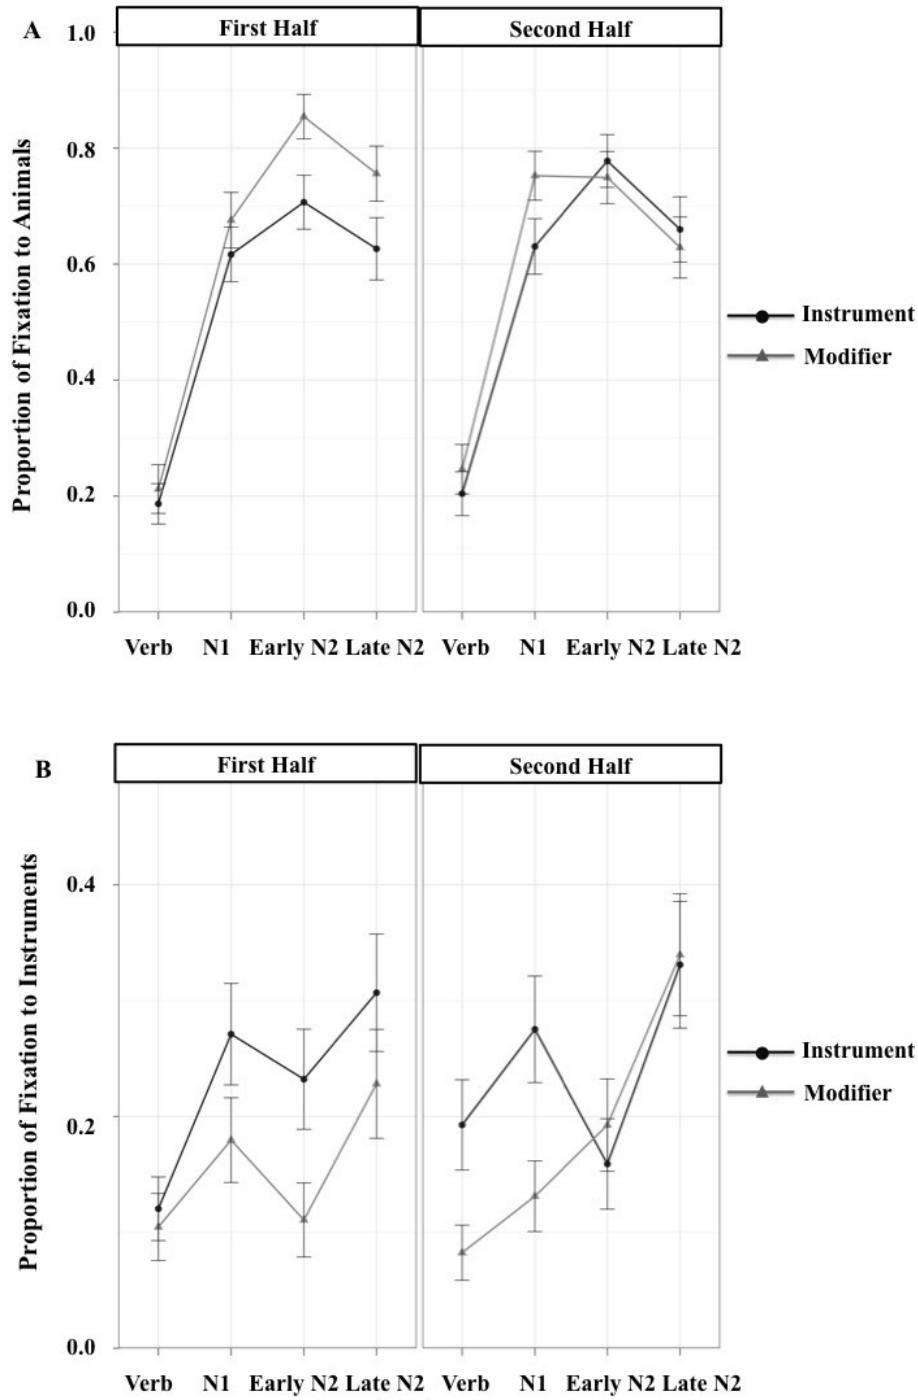 A
First Half
Second Half
1.0
0.8
0.6
0.4
0.2
0.0
Proportion of Fixation to Animals
Verb N1 Early N2 Late N2
Verb N1 Early N2 Late N2
Instrument
Modifier
B
First Half
Second Half
0.4
0.2
0.0
Proportion of Fixation to Instruments
Verb N1 Early N2 Late N2
Verb N1 Early N2 Late N2
Instrument
Modifier